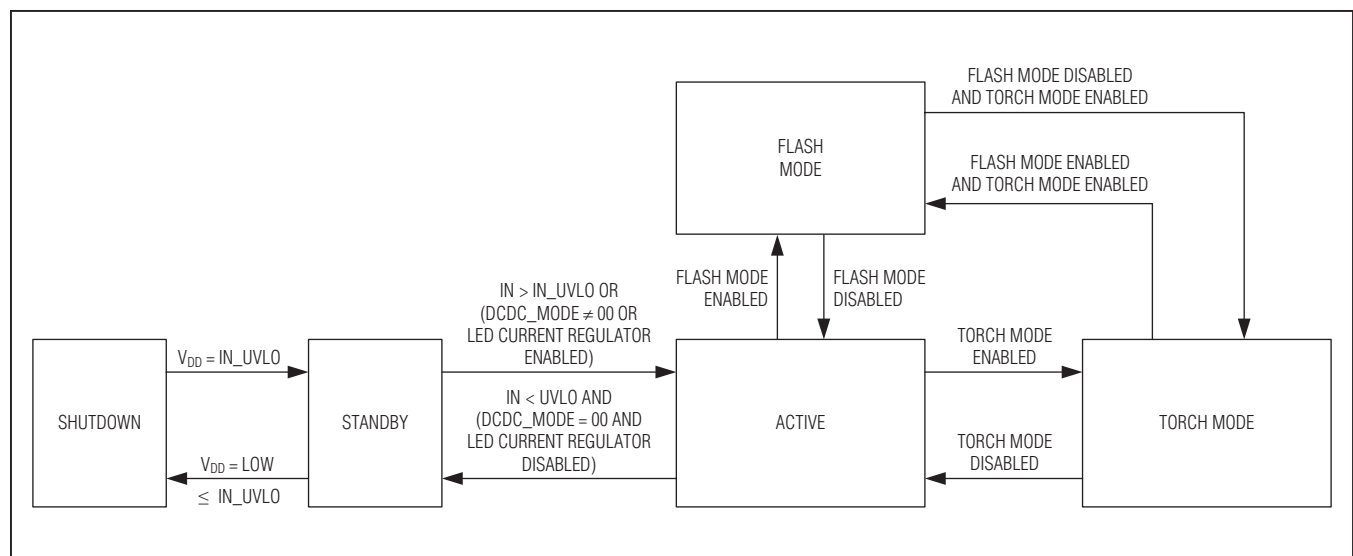 FLASH MODE DISABLED
AND TORCH MODE ENABLED
FLASH
MODE
FLASH MODE ENABLED
AND TORCH MODE ENABLED
FLASH MODE
ENABLED
FLASH MODE
DISABLED
IN > IN_UVLO OR
(DCDC_MODE ≠ 00 OR
LED CURRENT REGULATOR
ENABLED)
TORCH MODE
ENABLED
V_DD = IN_UVLO
SHUTDOWN
STANDBY
IN < UVLO AND
(DCDC_MODE = 00 AND
LED CURRENT REGULATOR
DISABLED)
ACTIVE
TORCH MODE
TORCH MODE
DISABLED
V_DD = LOW
≤ IN_UVLO